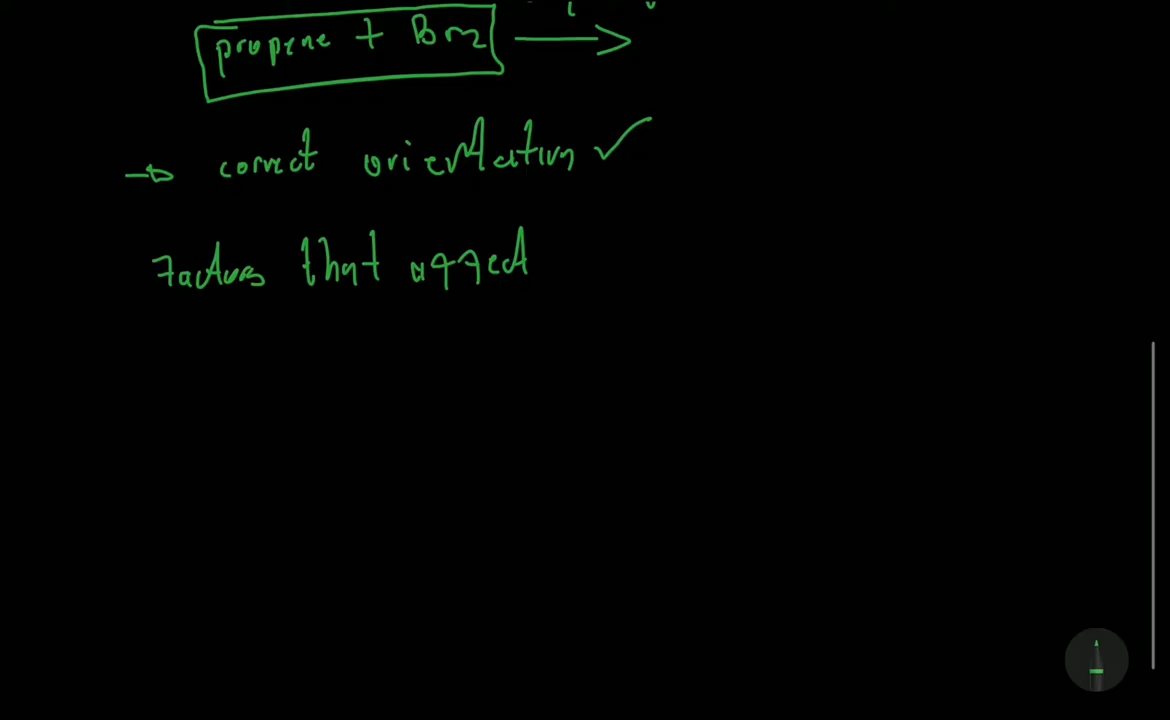 propene + Br2 →
→ correct orientation ✓
Factors that affect